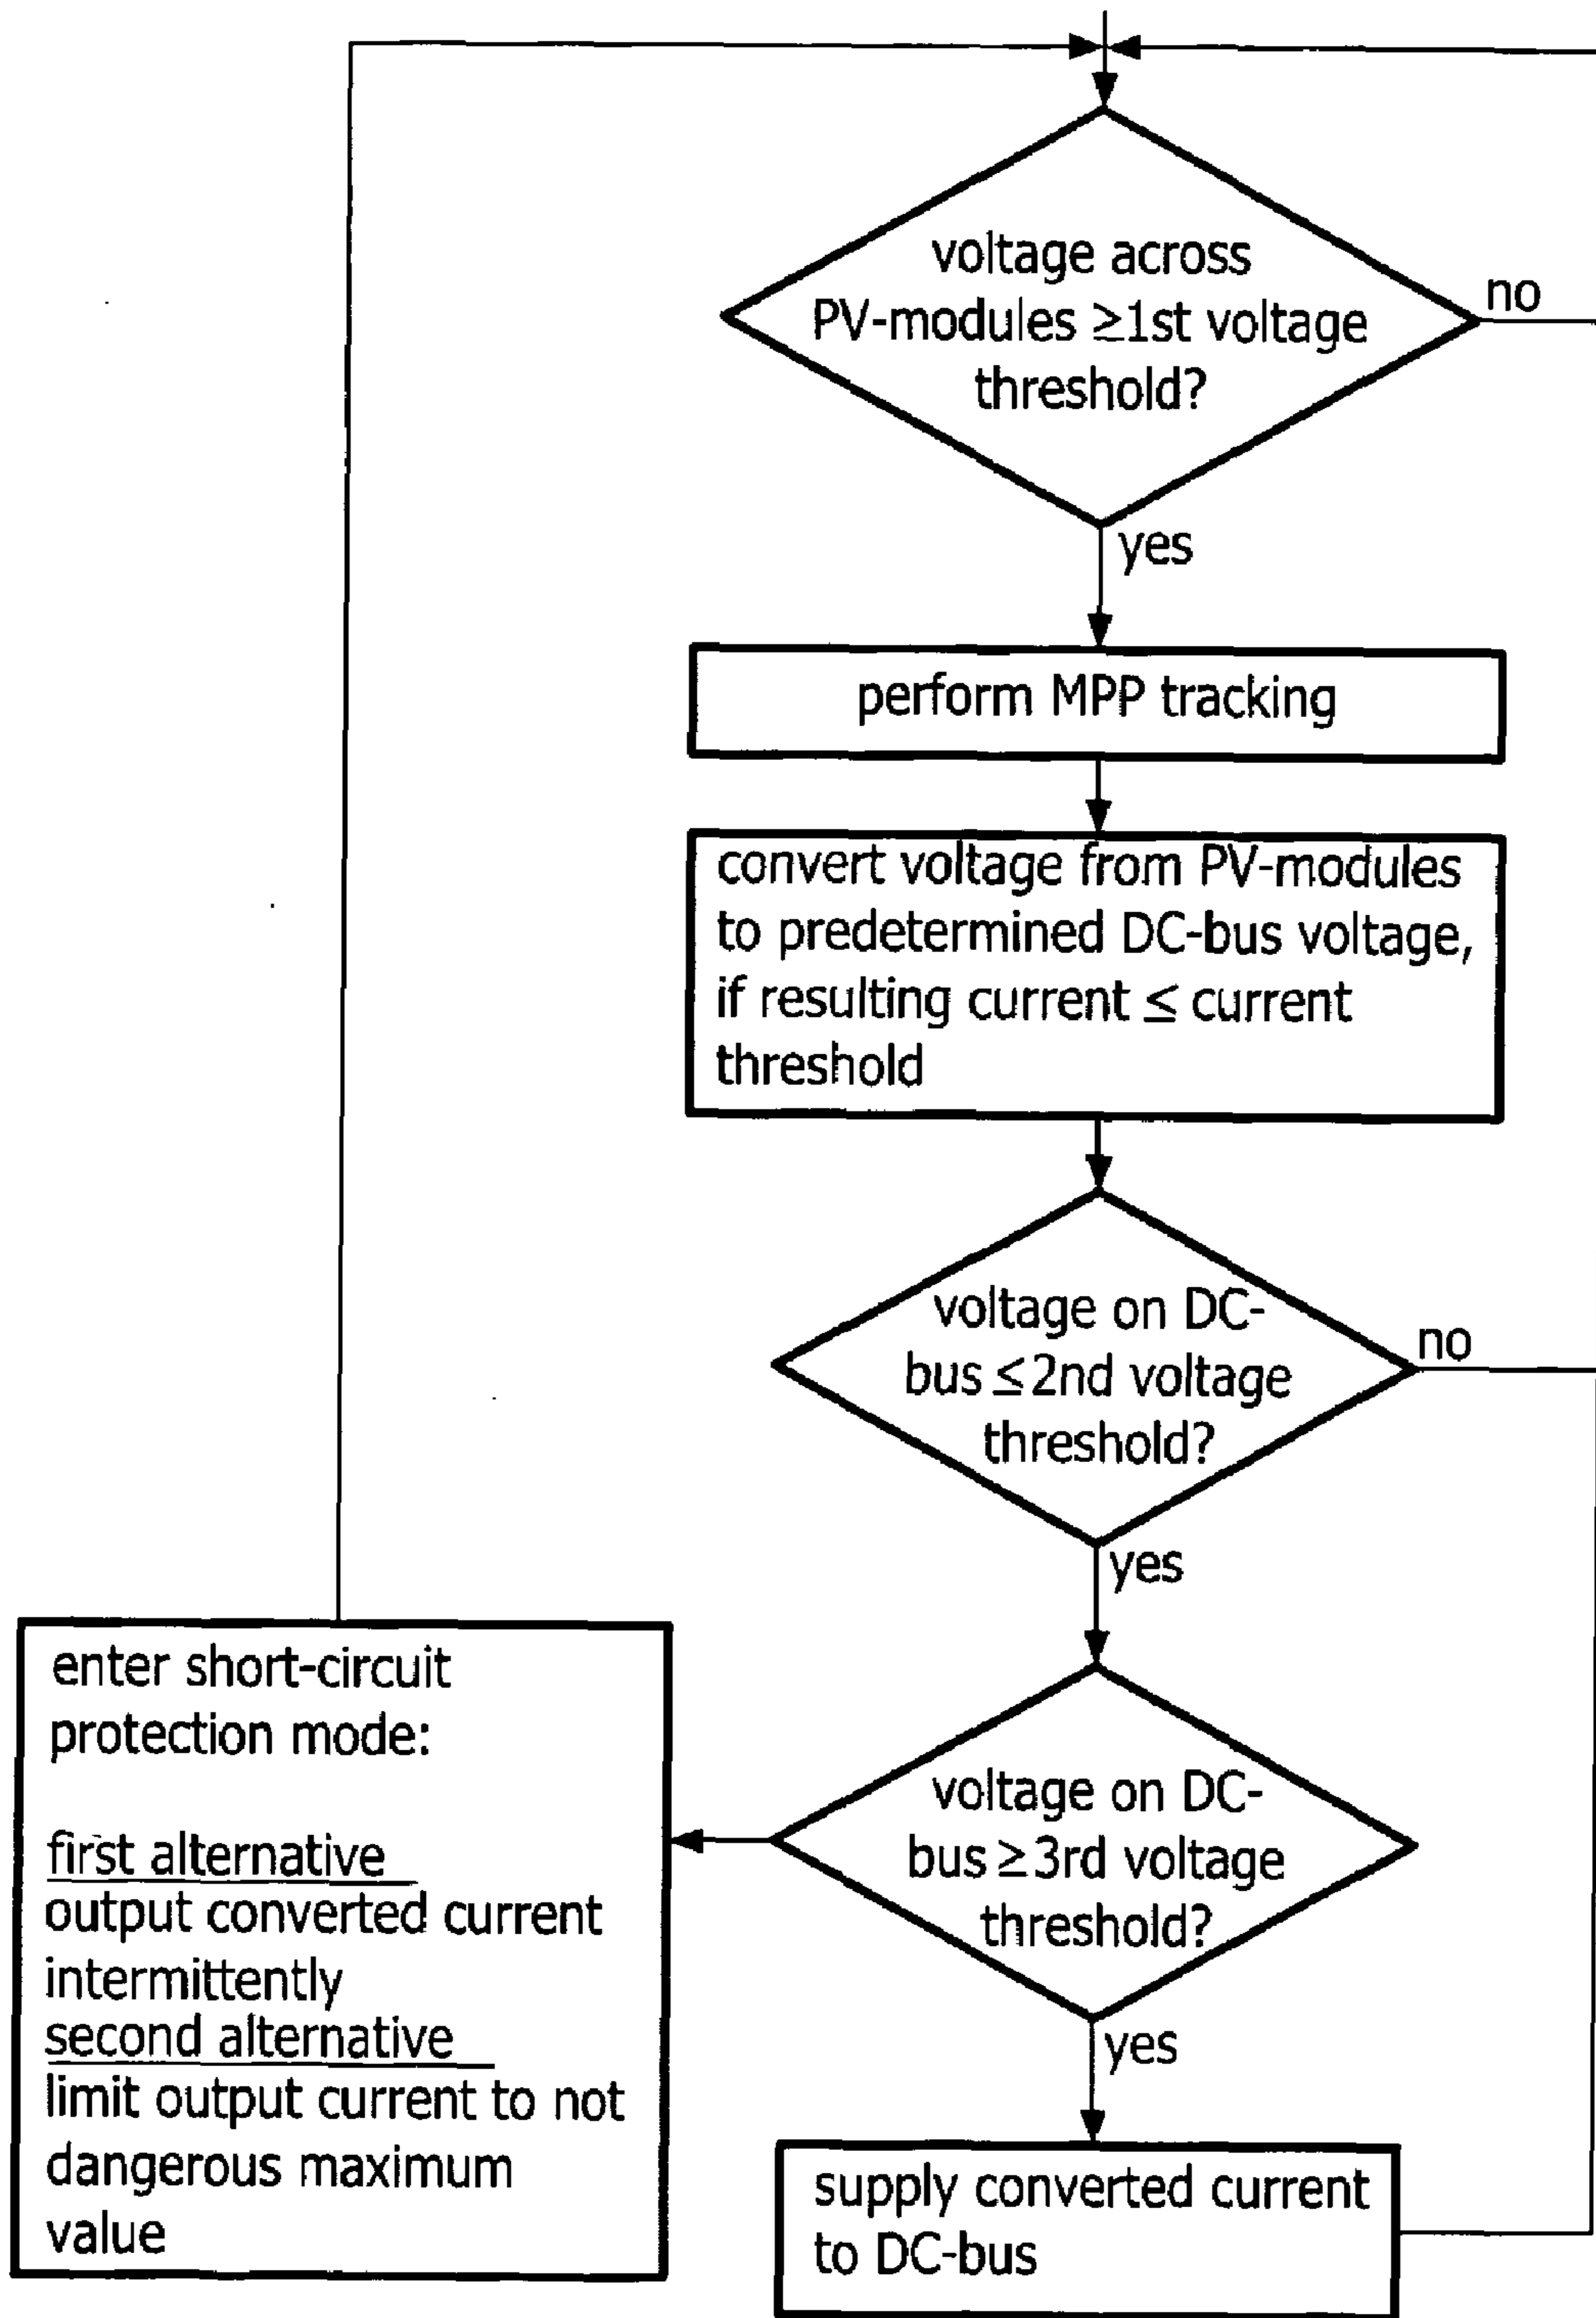 voltage across
PV-modules ≥1st voltage
threshold?
no
yes
perform MPP tracking
convert voltage from PV-modules
to predetermined DC-bus voltage,
if resulting current ≤ current
threshold
voltage on DC-
bus ≤2nd voltage
threshold?
no
yes
voltage on DC-
bus ≥3rd voltage
threshold?
yes
enter short-circuit
protection mode:
first alternative
output converted current
intermittently
second alternative
limit output current to not
dangerous maximum
value
supply converted current
to DC-bus